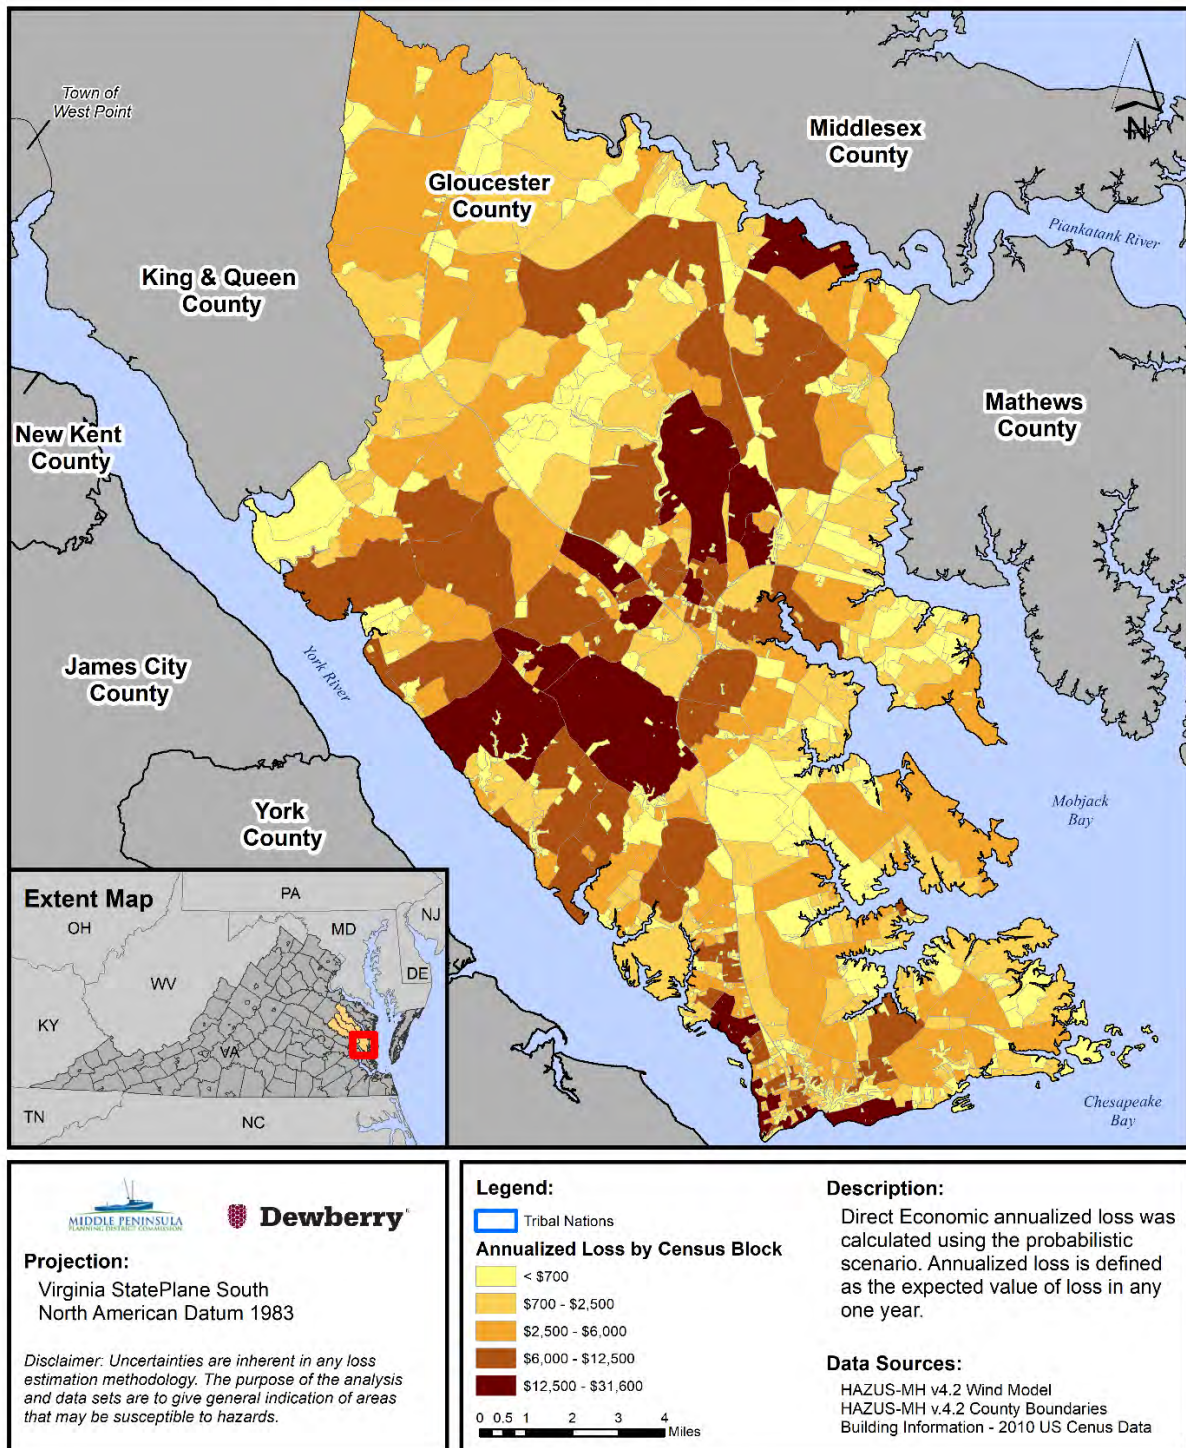 Town of
West Point
Middlesex
County
N
Gloucester
County
Piankatank River
King & Queen
County
Mathews
County
New Kent
County
James City
County
York River
York
County
Mobjack
Bay
Chesapeake
Bay
Extent Map
PA
OH
MD
NJ
WV
DE
KY
VA
TN
NC
MIDDLE PENINSULA
PLANNING DISTRICT COMMISSION
Dewberry
Projection:
Virginia StatePlane South
North American Datum 1983
Disclaimer: Uncertainties are inherent in any loss
estimation methodology. The purpose of the analysis
and data sets are to give general indication of areas
that may be susceptible to hazards.
Legend:
Tribal Nations
Annualized Loss by Census Block
< $700
$700 - $2,500
$2,500 - $6,000
$6,000 - $12,500
$12,500 - $31,600
0 0.5 1 2 3 4
Miles
Description:
Direct Economic annualized loss was
calculated using the probabilistic
scenario. Annualized loss is defined
as the expected value of loss in any
one year.
Data Sources:
HAZUS-MH v4.2 Wind Model
HAZUS-MH v.4.2 County Boundaries
Building Information - 2010 US Cenus Data